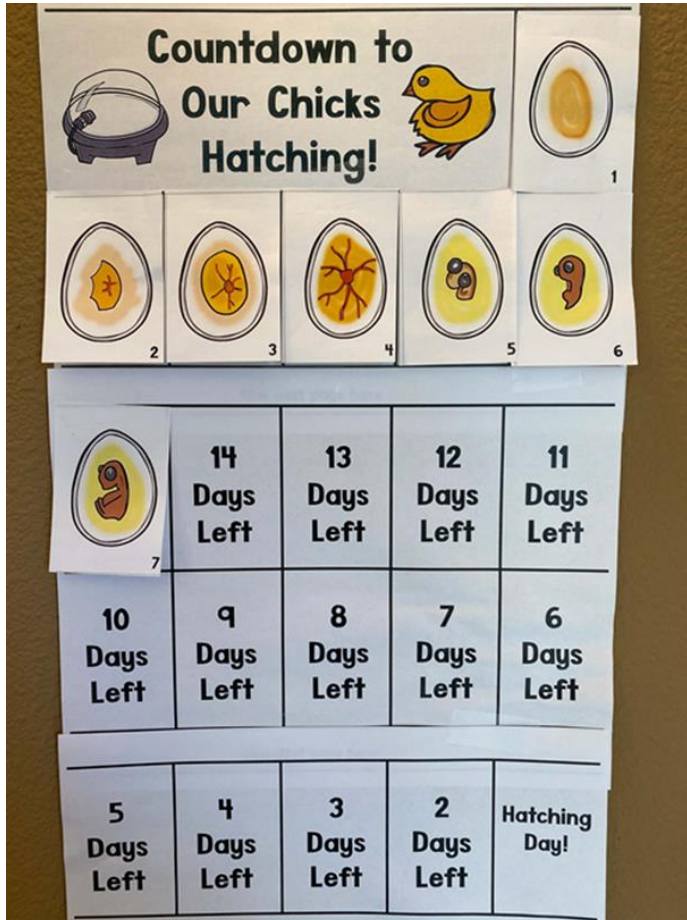 Countdown to
Our Chicks
Hatching!
1
2
3
4
5
6
7
14
Days
Left
13
Days
Left
12
Days
Left
11
Days
Left
10
Days
Left
9
Days
Left
8
Days
Left
7
Days
Left
6
Days
Left
5
Days
Left
4
Days
Left
3
Days
Left
2
Days
Left
Hatching
Day!